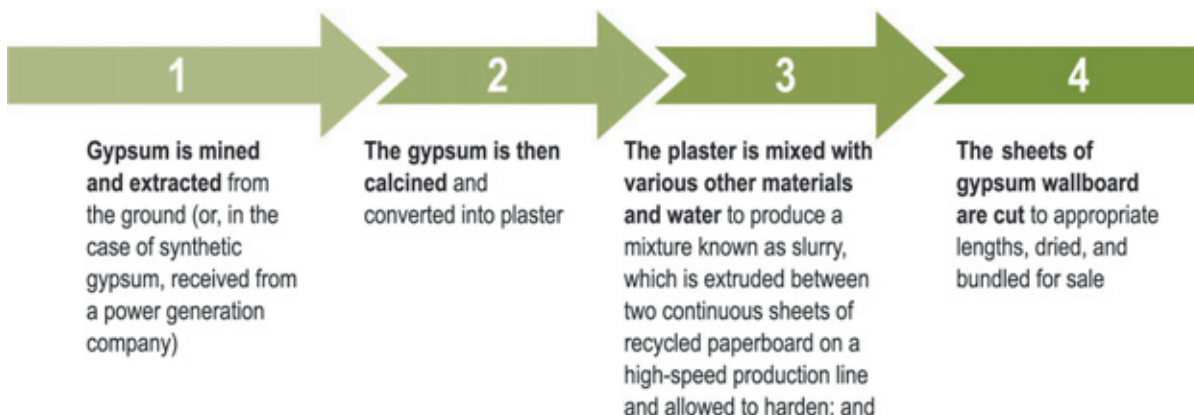 1
2
3
4
Gypsum is mined
and extracted from
the ground (or, in the
case of synthetic
gypsum, received from
a power generation
company)
The gypsum is then
calcined and
converted into plaster
The plaster is mixed with
various other materials
and water to produce a
mixture known as slurry,
which is extruded between
two continuous sheets of
recycled paperboard on a
high-speed production line
and allowed to harden; and
The sheets of
gypsum wallboard
are cut to appropriate
lengths, dried, and
bundled for sale